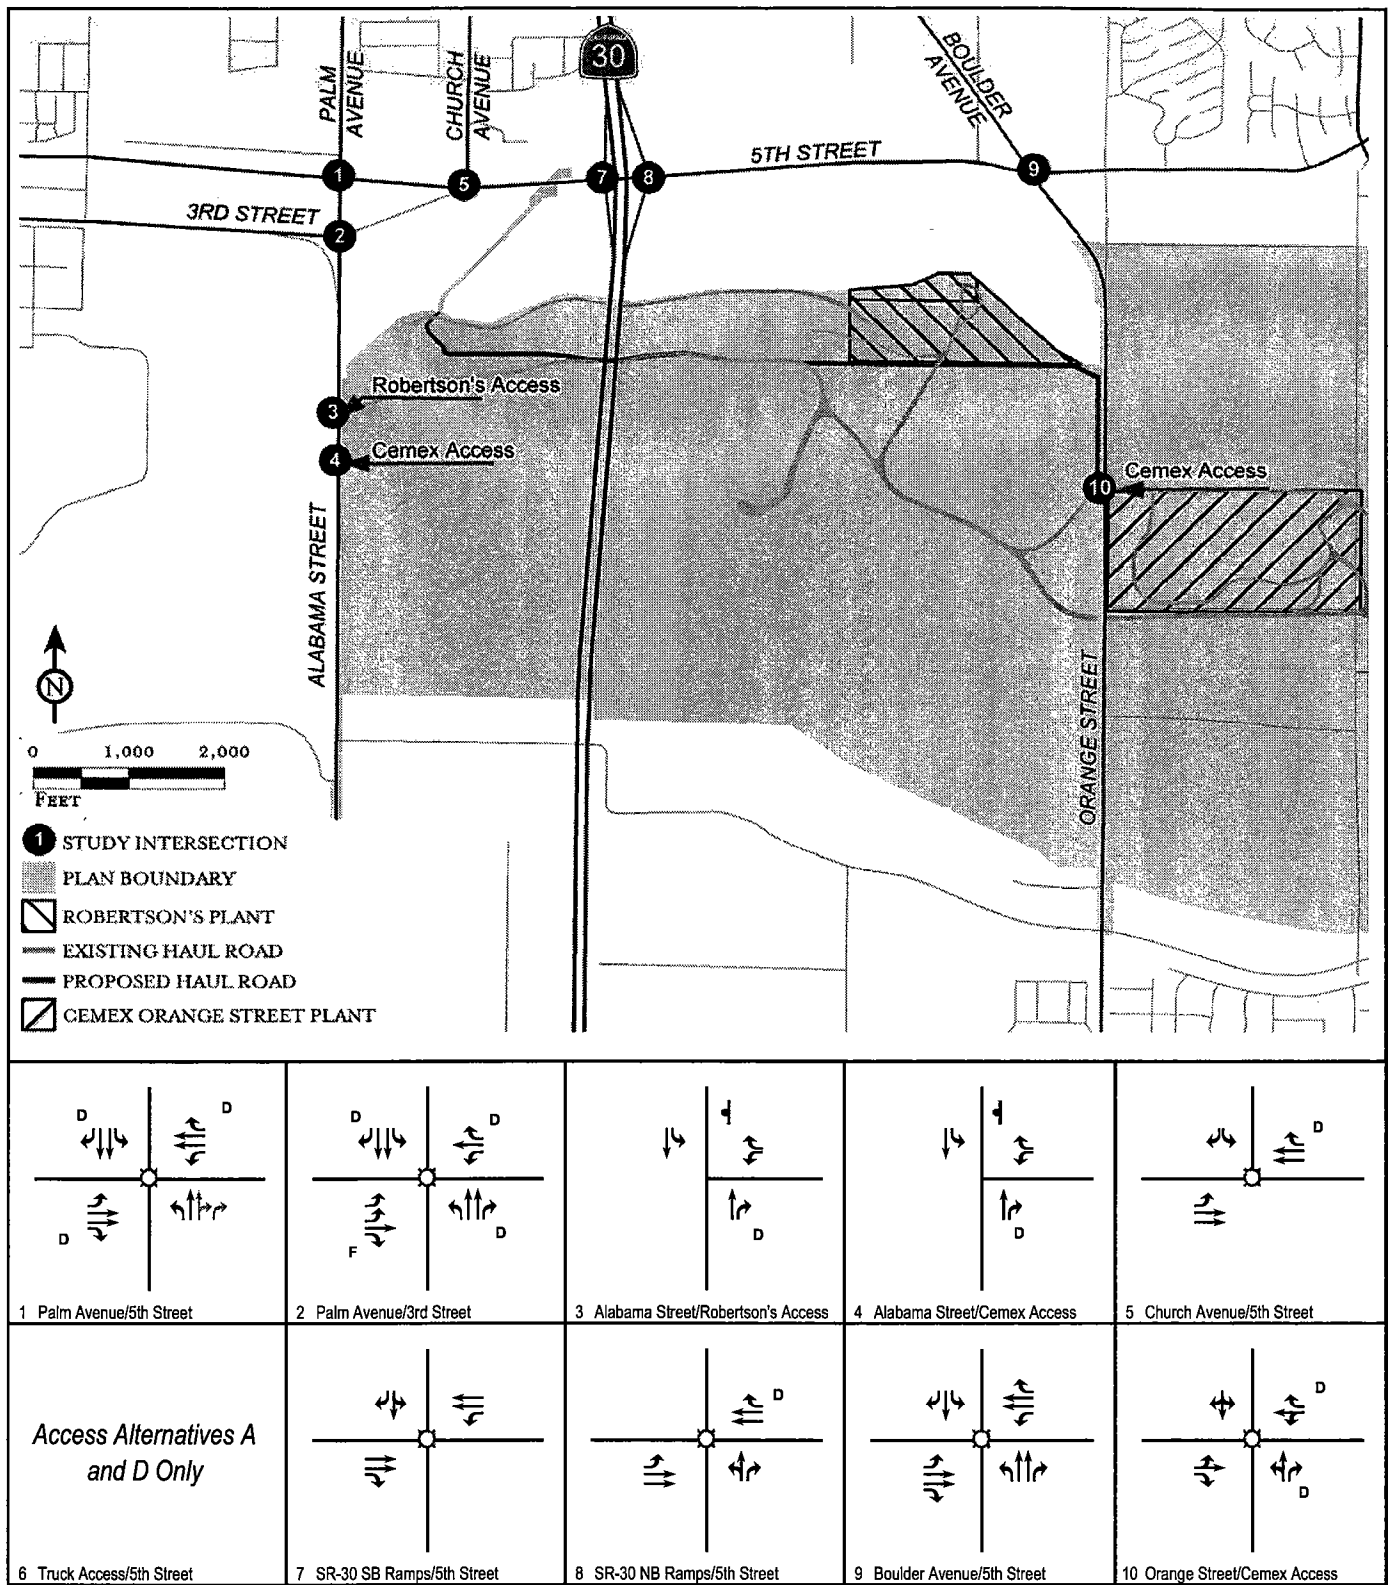 30
PALM
AVENUE
CHURCH
AVENUE
BOULDER
AVENUE
5TH STREET
3RD STREET
1
5
7
8
9
2
Robertson's Access
3
Cemex Access
4
Cemex Access
10
ALABAMA STREET
ORANGE STREET
N
0 1,000 2,000
FEET
1 STUDY INTERSECTION
PLAN BOUNDARY
ROBERTSON'S PLANT
EXISTING HAUL ROAD
PROPOSED HAUL ROAD
CEMEX ORANGE STREET PLANT
D D
D
1 Palm Avenue/5th Street
D D
F D
2 Palm Avenue/3rd Street
D
3 Alabama Street/Robertson's Access
D
4 Alabama Street/Cemex Access
D
5 Church Avenue/5th Street
Access Alternatives A
and D Only
6 Truck Access/5th Street
7 SR-30 SB Ramps/5th Street
D
8 SR-30 NB Ramps/5th Street
9 Boulder Avenue/5th Street
D
D
10 Orange Street/Cemex Access